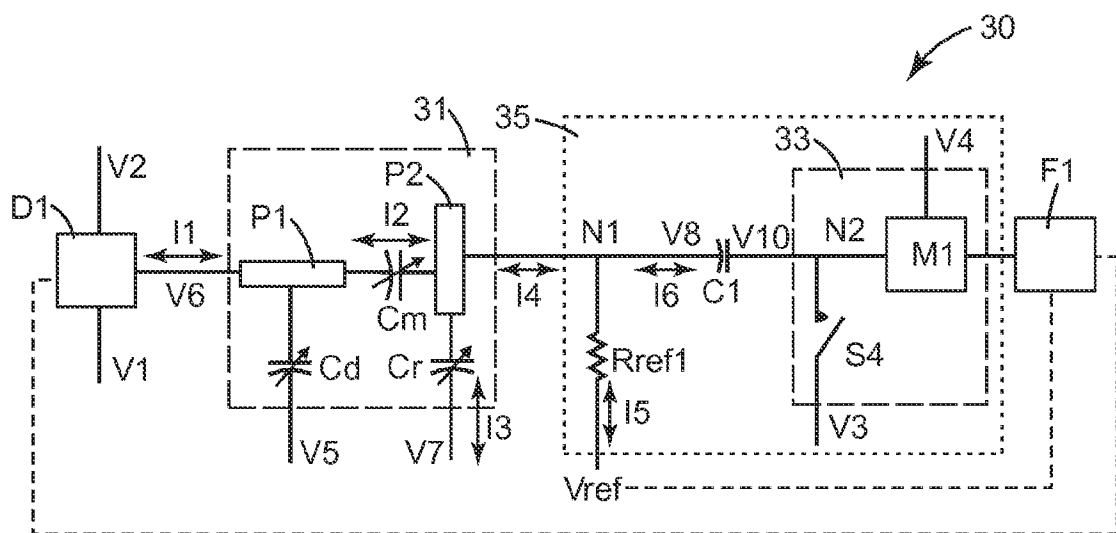 30
31
35
33
V2
P2
V4
F1
D1
I1
P1
I2
N1
V8
V10
N2
M1
V6
Cm
I4
I6
C1
Cd
Cr
Rref1
S4
V1
I3
I5
V5
V7
V3
Vref